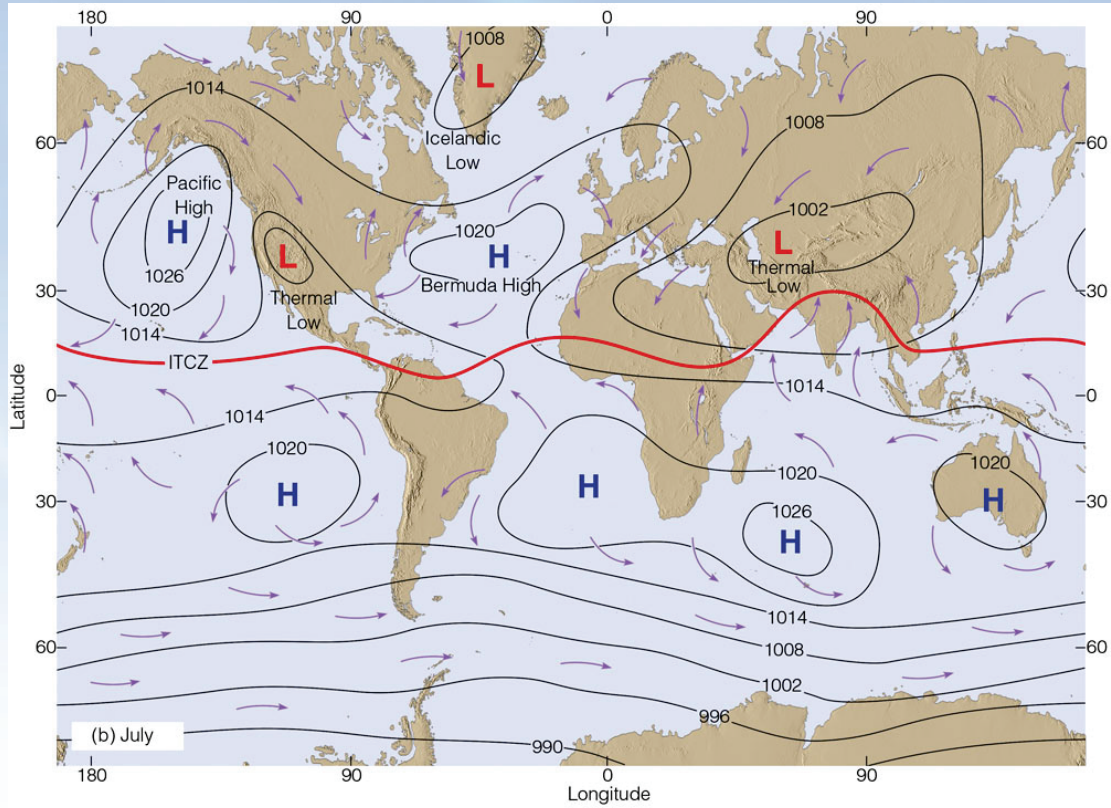 180
90
0
90
1008
L
1014
Icelandic
Low
1008
60
60
Pacific
High
H
1026
1020
1014
L
Thermal
Low
1020
H
Bermuda High
1002
L
Thermal
Low
30
30
ITCZ
Latitude
0
0
1014
1014
1020
H
H
1020
1026
H
1020
H
30
30
1014
1008
1002
996
990
60
60
(b) July
180
90
0
90
Longitude